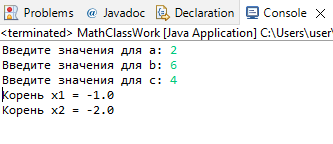 Problems @ Javadoc Declaration Console
<terminated> MathClassWork [Java Application] C:\Users\user\
Введите значения для a: 2
Введите значения для b: 6
Введите значения для c: 4
Корень x1 = -1.0
Корень x2 = -2.0